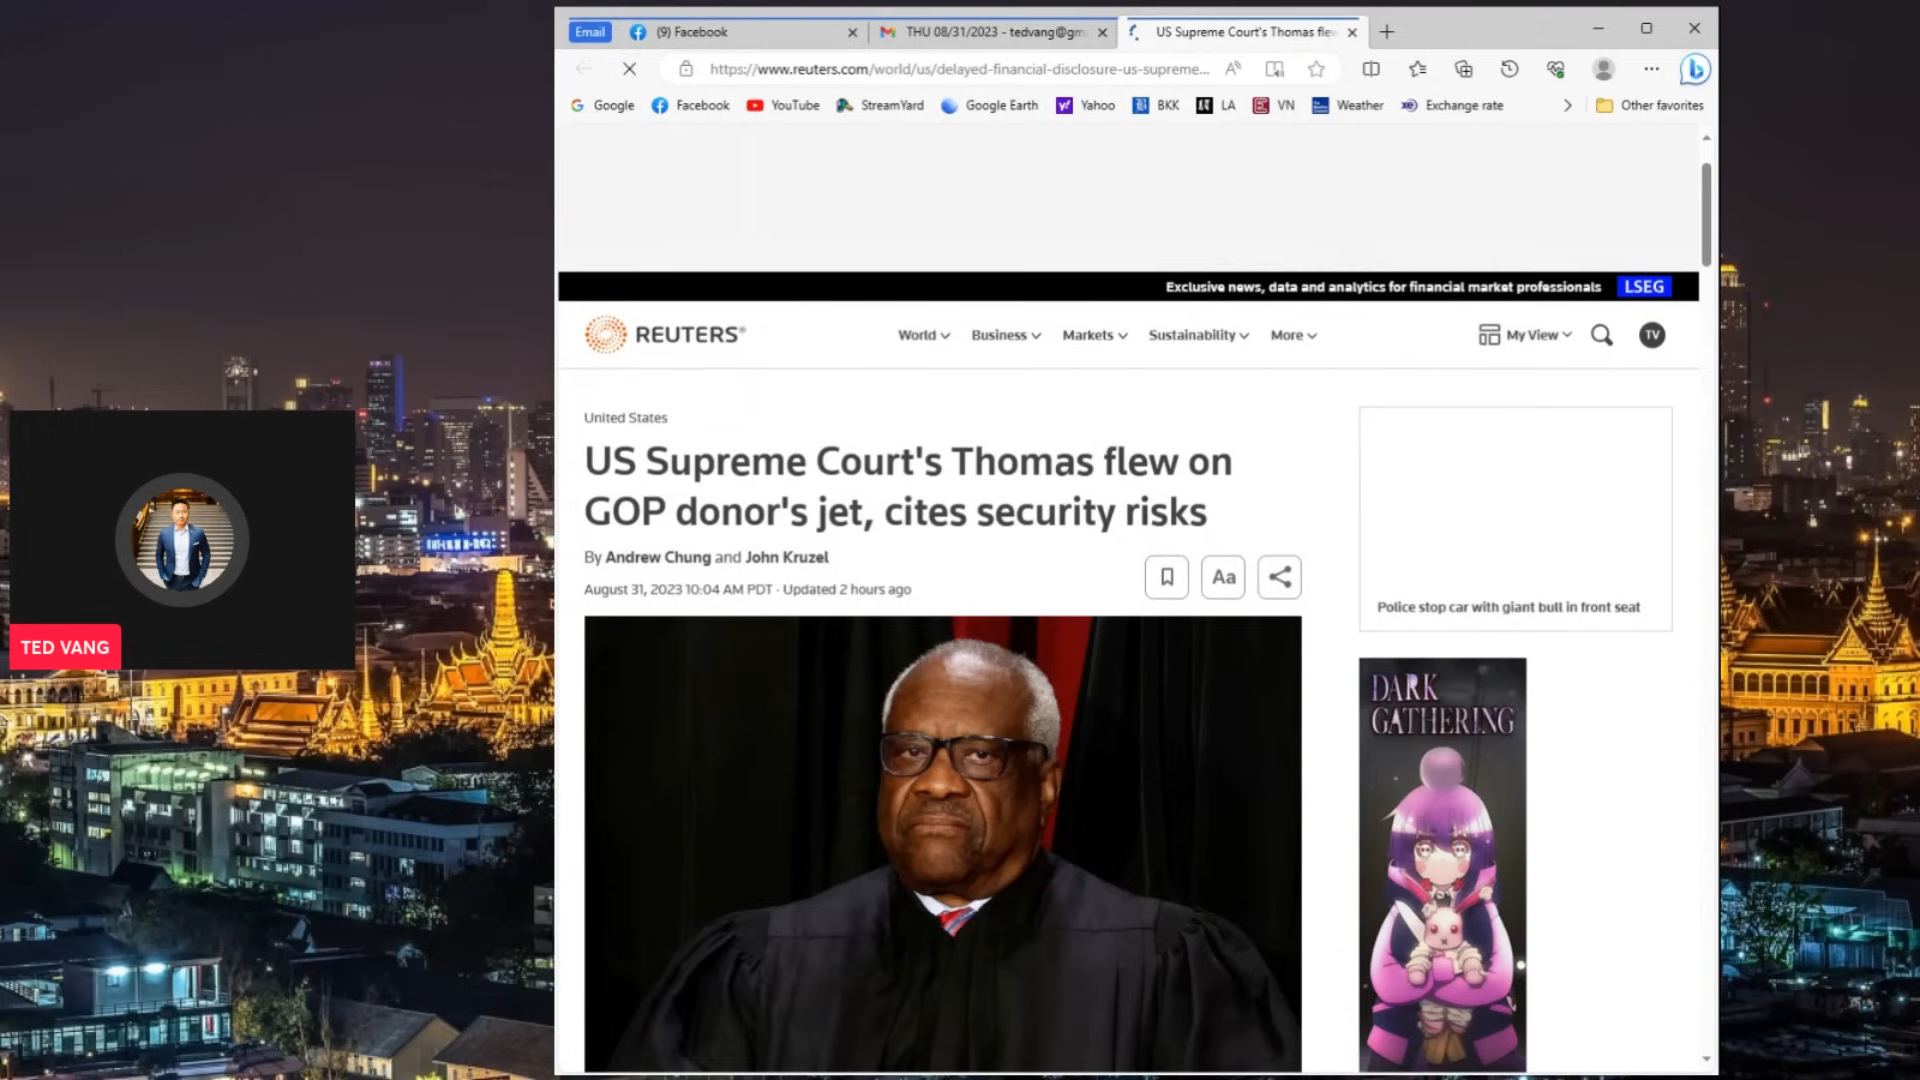 Email
(9) Facebook
THU 08/31/2023 - tedvang@gm
US Supreme Court's Thomas flew
https://www.reuters.com/world/us/delayed-financial-disclosure-us-supreme...
Google
Facebook
YouTube
StreamYard
Google Earth
Yahoo
BKK
LA
VN
Weather
Exchange rate
Other favorites
Exclusive news, data and analytics for financial market professionals LSEG
REUTERS®
World
Business
Markets
Sustainability
More
My View
TV
United States
US Supreme Court's Thomas flew on
GOP donor's jet, cites security risks
By Andrew Chung and John Kruzel
August 31, 2023 10:04 AM PDT · Updated 2 hours ago
Aa
Police stop car with giant bull in front seat
DARK
GATHERING
TED VANG